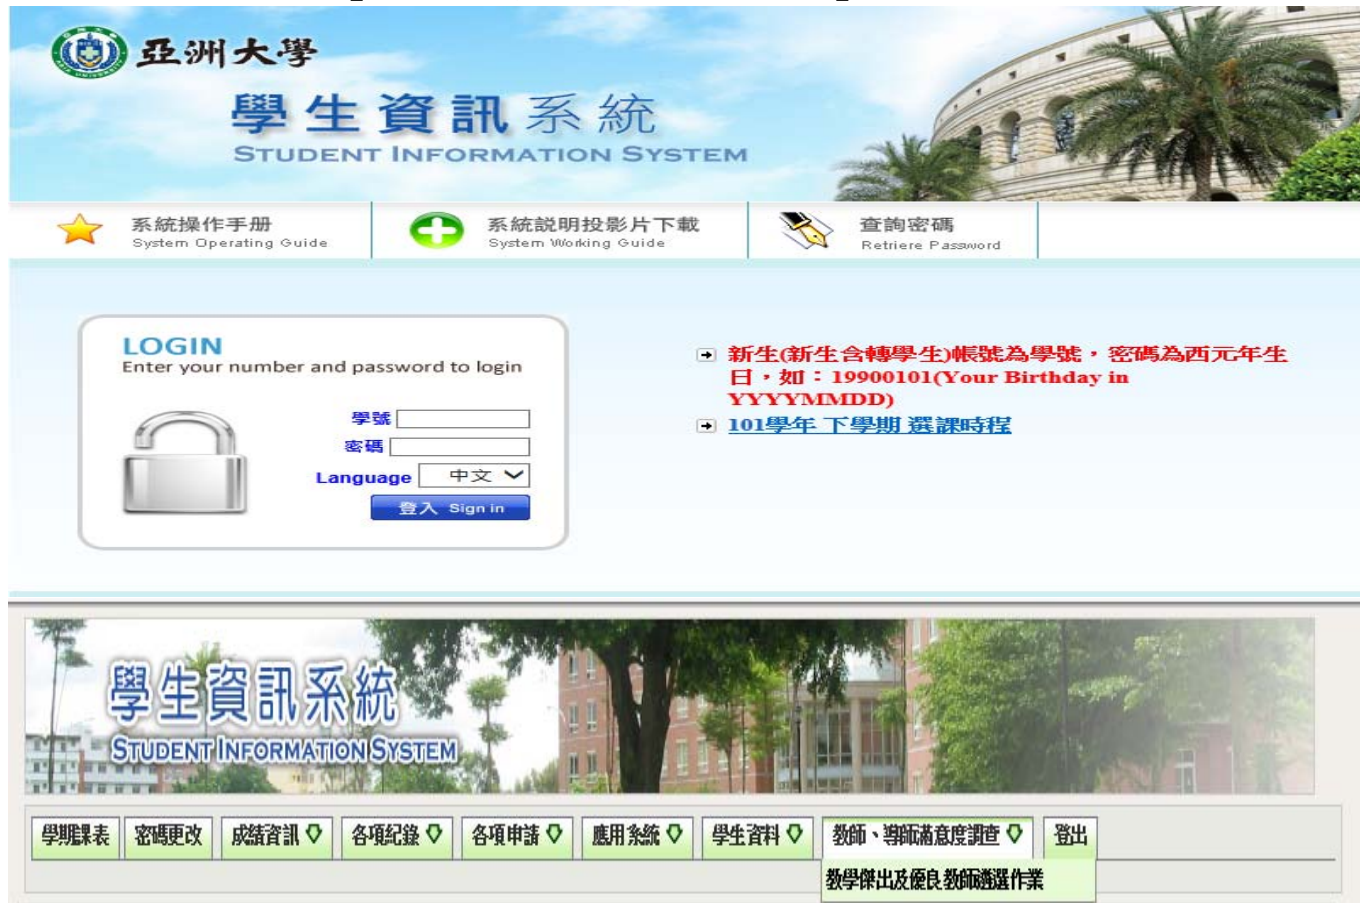 亞洲大學
學生資訊系統
STUDENT INFORMATION SYSTEM
系統操作手册
System Operating Guide
系統説明投影片下載
System Working Guide
查詢密碼
Retriere Password
LOGIN
Enter your number and password to login
學號
密碼
Language 中文
登入 Sign in
新生(新生含轉學生)帳號為學號，密碼為西元年生
日，如：19900101(Your Birthday in
YYYYMMDD)
101學年 下學期 選課時程
學生資訊系統
STUDENT INFORMATION SYSTEM
學期課表 密碼更改 成績資訊 各項紀錄 各項申請 應用系統 學生資料 教師、導師滿意度調查 登出
教學傑出及優良教師遴選作業